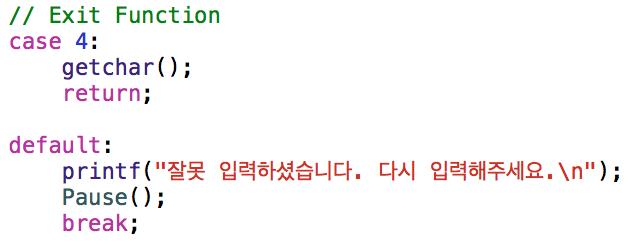 // Exit Function
case 4:
    getchar();
    return;

default:
    printf("잘못 입력하셨습니다. 다시 입력해주세요.\n");
    Pause();
    break;